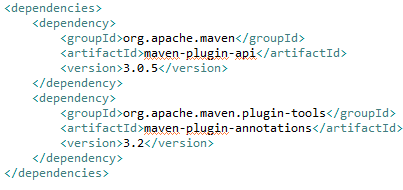 <dependencies>
<dependency>
<groupId>org.apache.maven</groupId>
<artifactId>maven-plugin-api</artifactId>
<version>3.0.5</version>
</dependency>
<dependency>
<groupId>org.apache.maven.plugin-tools</groupId>
<artifactId>maven-plugin-annotations</artifactId>
<version>3.2</version>
</dependency>
</dependencies>